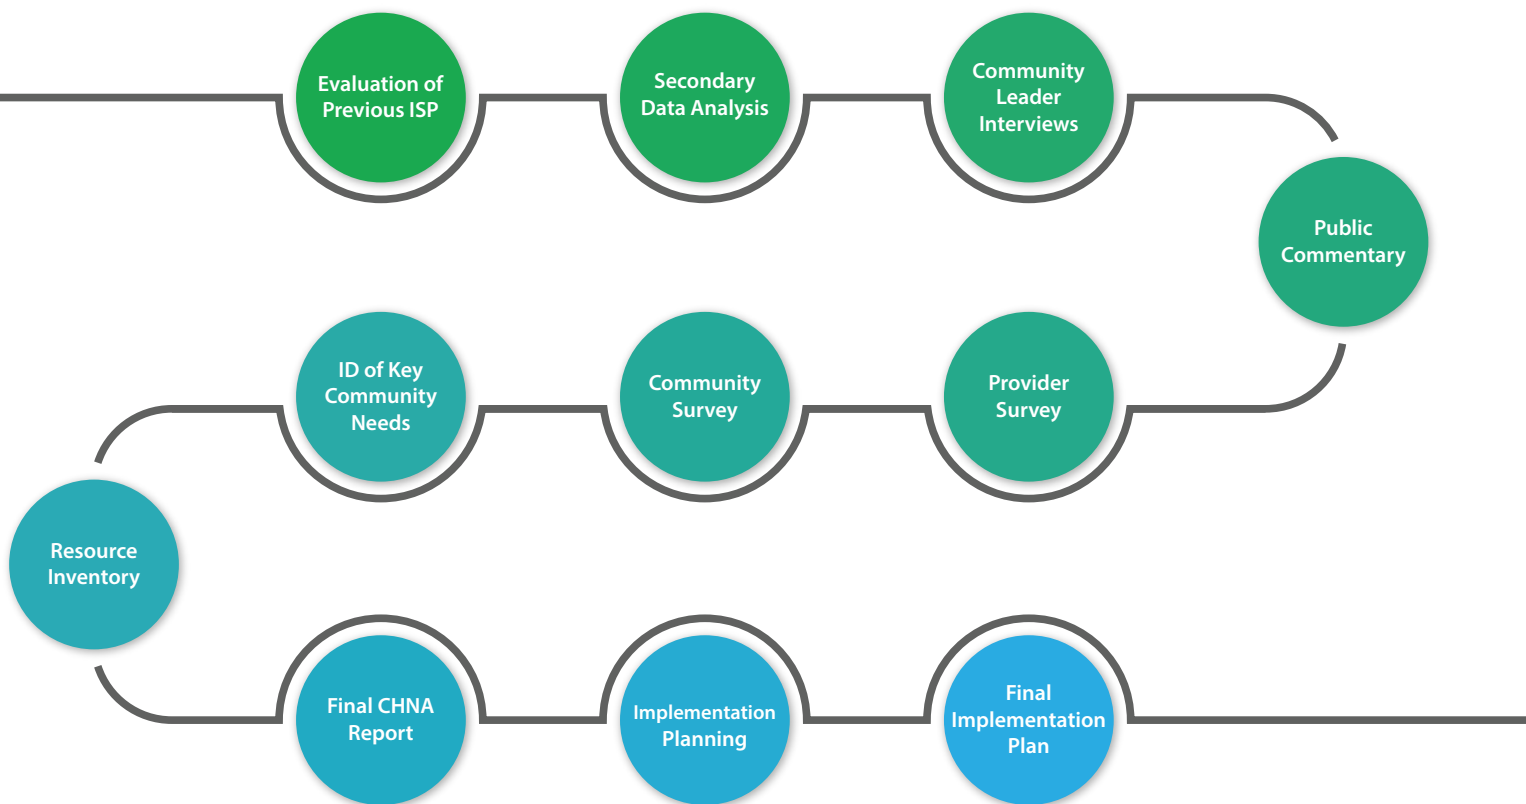 Evaluation of
Previous ISP
Secondary
Data Analysis
Community
Leader
Interviews
Public
Commentary
Provider
Survey
Community
Survey
ID of Key
Community
Needs
Resource
Inventory
Final CHNA
Report
Implementation
Planning
Final
Implementation
Plan